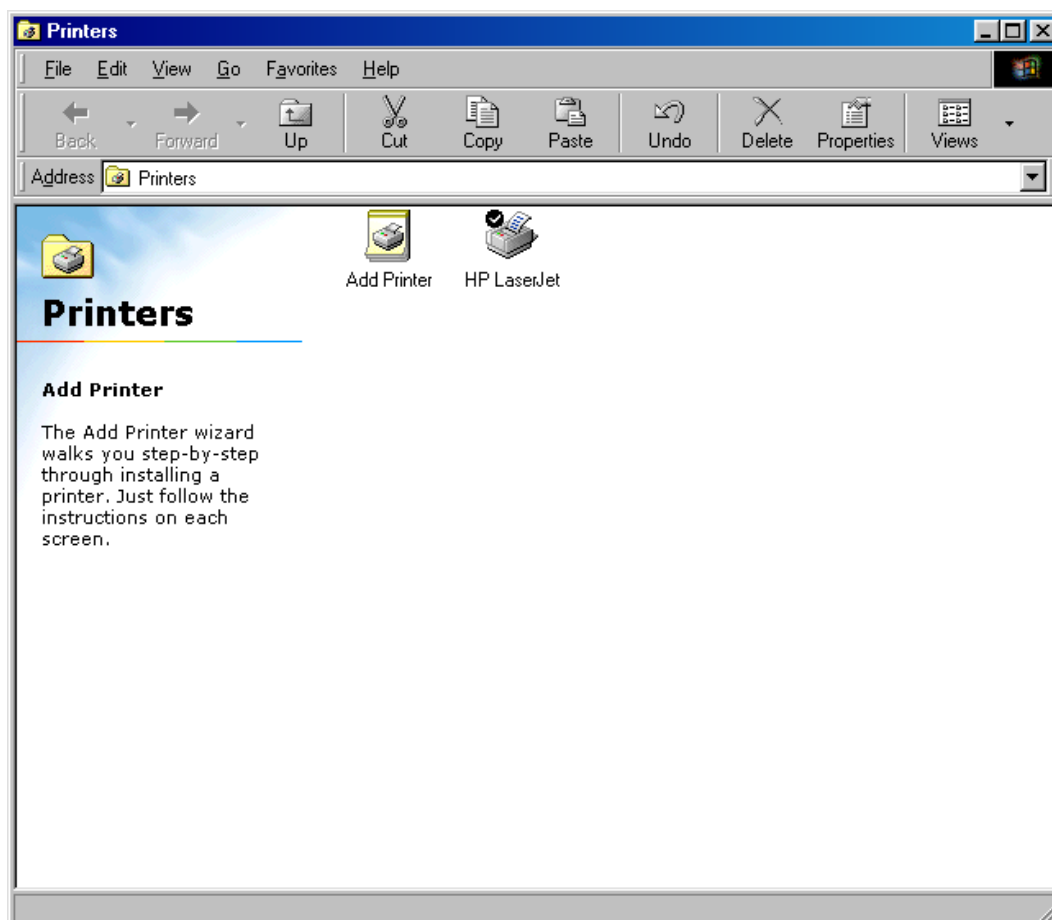 Printers
File Edit View Go Favorites Help
Back Forward Up Cut Copy Paste Undo Delete Properties Views
Address Printers
Add Printer HP LaserJet
Printers
Add Printer
The Add Printer wizard
walks you step-by-step
through installing a
printer. Just follow the
instructions on each
screen.